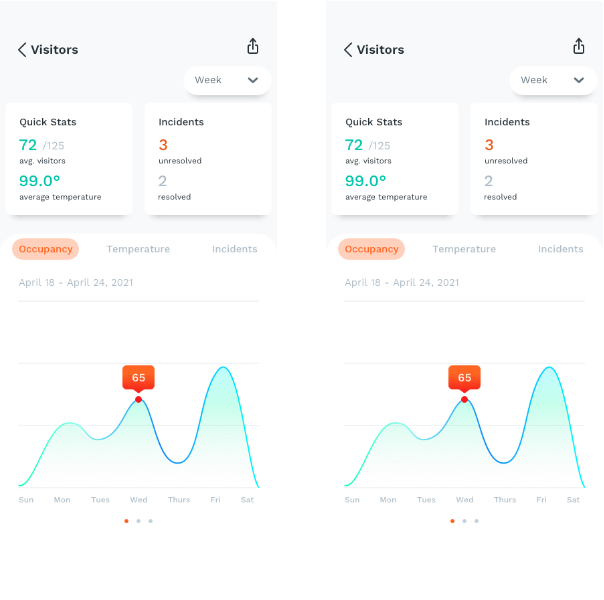 Visitors
Week
Quick Stats
72 /125
avg. visitors
99.0°
average temperature
Incidents
3
unresolved
2
resolved
Occupancy Temperature Incidents
April 18 - April 24, 2021
65
Sun Mon Tues Wed Thurs Fri Sat
Visitors
Week
Quick Stats
72 /125
avg. visitors
99.0°
average temperature
Incidents
3
unresolved
2
resolved
Occupancy Temperature Incidents
April 18 - April 24, 2021
65
Sun Mon Tues Wed Thurs Fri Sat